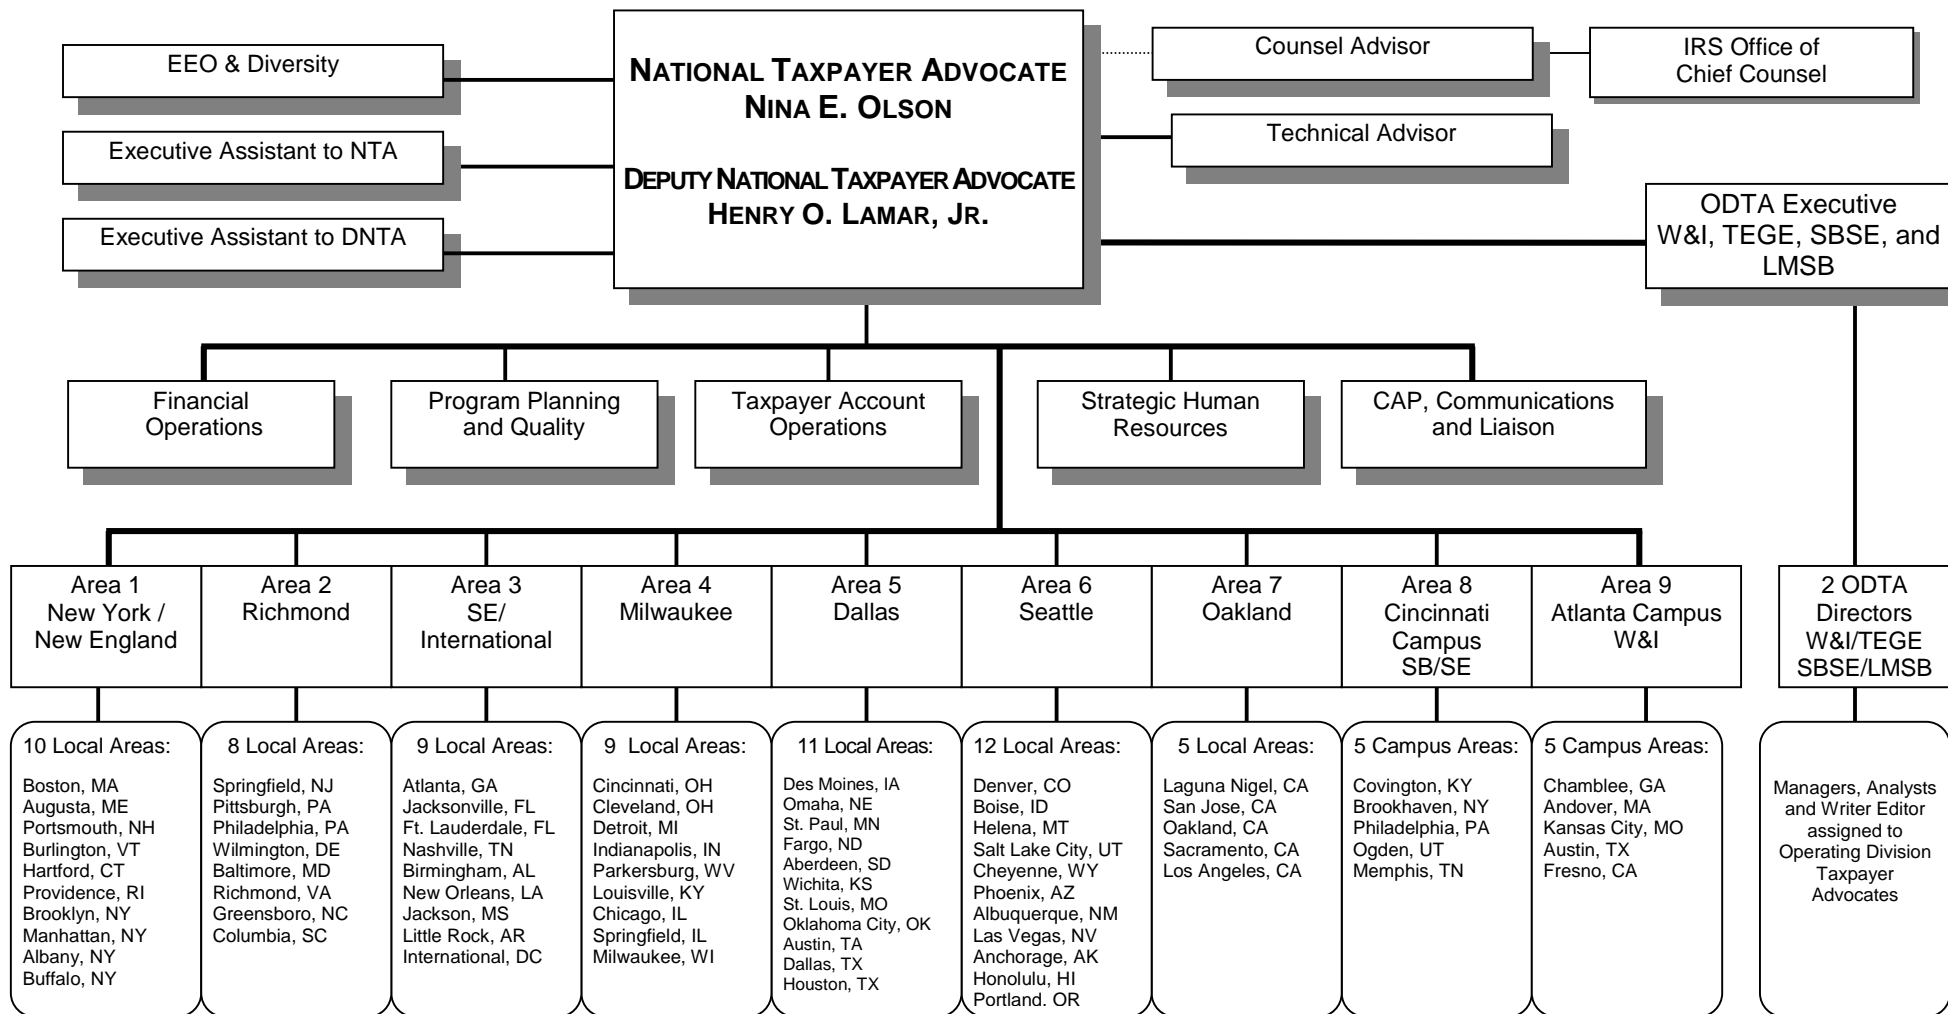 EEO & Diversity
Executive Assistant to NTA
Executive Assistant to DNTA
NATIONAL TAXPAYER ADVOCATE
NINA E. OLSON
DEPUTY NATIONAL TAXPAYER ADVOCATE
HENRY O. LAMAR, JR.
Counsel Advisor
IRS Office of
Chief Counsel
Technical Advisor
ODTA Executive
W&I, TEGE, SBSE, and
LMSB
Financial
Operations
Program Planning
and Quality
Taxpayer Account
Operations
Strategic Human
Resources
CAP, Communications
and Liaison
Area 1
New York /
New England
Area 2
Richmond
Area 3
SE/
International
Area 4
Milwaukee
Area 5
Dallas
Area 6
Seattle
Area 7
Oakland
Area 8
Cincinnati
Campus
SB/SE
Area 9
Atlanta Campus
W&I
2 ODTA
Directors
W&I/TEGE
SBSE/LMSB
10 Local Areas:
Boston, MA
Augusta, ME
Portsmouth, NH
Burlington, VT
Hartford, CT
Providence, RI
Brooklyn, NY
Manhattan, NY
Albany, NY
Buffalo, NY
8 Local Areas:
Springfield, NJ
Pittsburgh, PA
Philadelphia, PA
Wilmington, DE
Baltimore, MD
Richmond, VA
Greensboro, NC
Columbia, SC
9 Local Areas:
Atlanta, GA
Jacksonville, FL
Ft. Lauderdale, FL
Nashville, TN
Birmingham, AL
New Orleans, LA
Jackson, MS
Little Rock, AR
International, DC
9 Local Areas:
Cincinnati, OH
Cleveland, OH
Detroit, MI
Indianapolis, IN
Parkersburg, WV
Louisville, KY
Chicago, IL
Springfield, IL
Milwaukee, WI
11 Local Areas:
Des Moines, IA
Omaha, NE
St. Paul, MN
Fargo, ND
Aberdeen, SD
Wichita, KS
St. Louis, MO
Oklahoma City, OK
Austin, TA
Dallas, TX
Houston, TX
12 Local Areas:
Denver, CO
Boise, ID
Helena, MT
Salt Lake City, UT
Cheyenne, WY
Phoenix, AZ
Albuquerque, NM
Las Vegas, NV
Anchorage, AK
Honolulu, HI
Portland, OR
5 Local Areas:
Laguna Nigel, CA
San Jose, CA
Oakland, CA
Sacramento, CA
Los Angeles, CA
5 Campus Areas:
Covington, KY
Brookhaven, NY
Philadelphia, PA
Ogden, UT
Memphis, TN
5 Campus Areas:
Chamblee, GA
Andover, MA
Kansas City, MO
Austin, TX
Fresno, CA
Managers, Analysts
and Writer Editor
assigned to
Operating Division
Taxpayer
Advocates